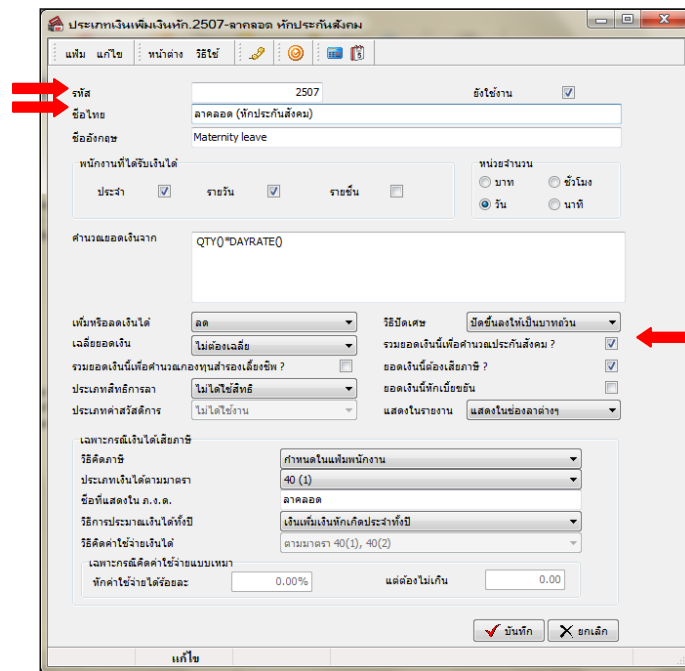 ประเภทเงินเพิ่มเงินหัก.2507-ลาคลอด หักประกันสังคม
แฟ้ม แก้ไข หน้าต่าง วิธีใช้
รหัส 2507 ยังใช้งาน
ชื่อไทย ลาคลอด (หักประกันสังคม)
ชื่ออังกฤษ Maternity leave
พนักงานที่ได้รับเงินได้ หน่วยจำนวน
ประจำ รายวัน รายชิ้น บาท ชั่วโมง
วัน นาที
คำนวณยอดเงินจาก QTY()*DAYRATE()
เพิ่มหรือลดเงินได้ ลด วิธีปัดเศษ ปัดขึ้นลงให้เป็นบาทถ้วน
เฉลี่ยยอดเงิน ไม่ต้องเฉลี่ย รวมยอดเงินนี้เพื่อคำนวณประกันสังคม ?
รวมยอดเงินนี้เพื่อคำนวณกองทุนสำรองเลี้ยงชีพ ? ยอดเงินนี้ต้องเสียภาษี ?
ประเภทสิทธิการลา ไม่ได้ใช้สิทธิ ยอดเงินนี้หักเบี้ยขยัน
ประเภทค่าสวัสดิการ ไม่ได้ใช้งาน แสดงในรายงาน แสดงในช่องลาต่างๆ
เฉพาะกรณีเงินได้เสียภาษี
วิธีคิดภาษี กำหนดในแฟ้มพนักงาน
ประเภทเงินได้ตามมาตรา 40 (1)
ชื่อที่แสดงใน ภ.ง.ด. ลาคลอด
วิธีการประมาณเงินได้ทั้งปี เงินเพิ่มเงินหักเกิดประจำทั้งปี
วิธีคิดค่าใช้จ่ายเงินได้ ตามมาตรา 40(1), 40(2)
เฉพาะกรณีคิดค่าใช้จ่ายแบบเหมา
หักค่าใช้จ่ายได้ร้อยละ 0.00% แต่ต้องไม่เกิน 0.00
บันทึก ยกเลิก
แก้ไข